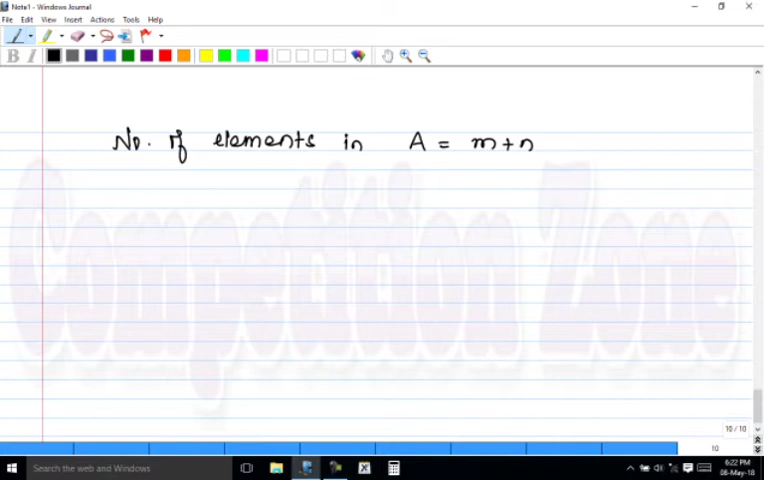 Note1 - Windows Journal
File Edit View Insert Actions Tools Help
B I
No. of elements in A = m+n
Competition Zone
10 / 10
10
Search the web and Windows
6:22 PM
08-May-18